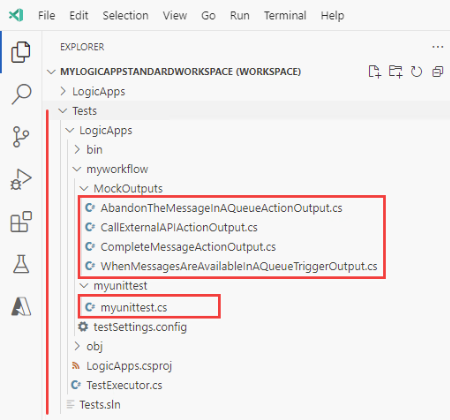 File Edit Selection View Go Run Terminal Help
EXPLORER
MYLOGICAPPSTANDARDWORKSPACE (WORKSPACE)
LogicApps
Tests
LogicApps
bin
myworkflow
MockOutputs
C# AbandonTheMessageInAQueueActionOutput.cs
C# CallExternalAPIActionOutput.cs
C# CompleteMessageActionOutput.cs
C# WhenMessagesAreAvailableInAQueueTriggerOutput.cs
myunittest
C# myunittest.cs
testSettings.config
obj
LogicApps.csproj
C# TestExecutor.cs
Tests.sln